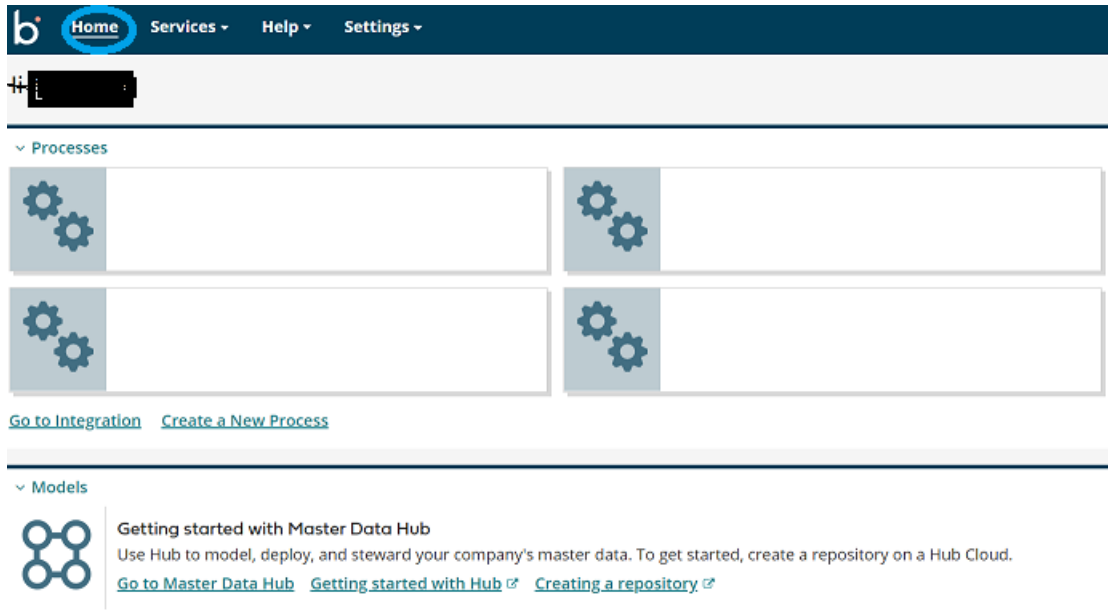 b Home Services Help Settings
Processes
Go to Integration Create a New Process
Models
Getting started with Master Data Hub
Use Hub to model, deploy, and steward your company's master data. To get started, create a repository on a Hub Cloud.
Go to Master Data Hub Getting started with Hub Creating a repository